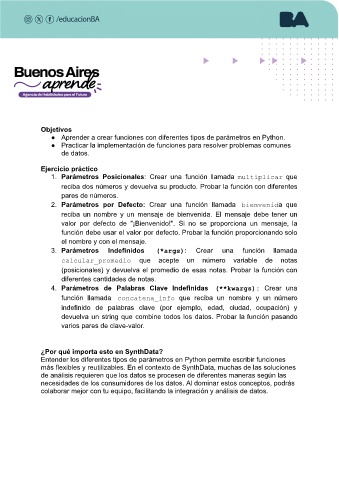 /educacionBA
BA
Buenos Aires
aprende
Agencia de Habilidades para el Futuro
Objetivos
● Aprender a crear funciones con diferentes tipos de parámetros en Python.
● Practicar la implementación de funciones para resolver problemas comunes
de datos.
Ejercicio práctico
1. Parámetros Posicionales: Crear una función llamada multiplicar que
reciba dos números y devuelva su producto. Probar la función con diferentes
pares de números.
2. Parámetros por Defecto: Crear una función llamada bienvenida que
reciba un nombre y un mensaje de bienvenida. El mensaje debe tener un
valor por defecto de "¡Bienvenido!". Si no se proporciona un mensaje, la
función debe usar el valor por defecto. Probar la función proporcionando solo
el nombre y con el mensaje.
3. Parámetros Indefinidos (*args): Crear una función llamada
calcular_promedio que acepte un número variable de notas
(posicionales) y devuelva el promedio de esas notas. Probar la función con
diferentes cantidades de notas.
4. Parámetros de Palabras Clave Indefinidas (**kwargs): Crear una
función llamada concatena_info que reciba un nombre y un número
indefinido de palabras clave (por ejemplo, edad, ciudad, ocupación) y
devuelva un string que combine todos los datos. Probar la función pasando
varios pares de clave-valor.
¿Por qué importa esto en SynthData?
Entender los diferentes tipos de parámetros en Python permite escribir funciones
más flexibles y reutilizables. En el contexto de SynthData, muchas de las soluciones
de análisis requieren que los datos se procesen de diferentes maneras según las
necesidades de los consumidores de los datos. Al dominar estos conceptos, podrás
colaborar mejor con tu equipo, facilitando la integración y análisis de datos.